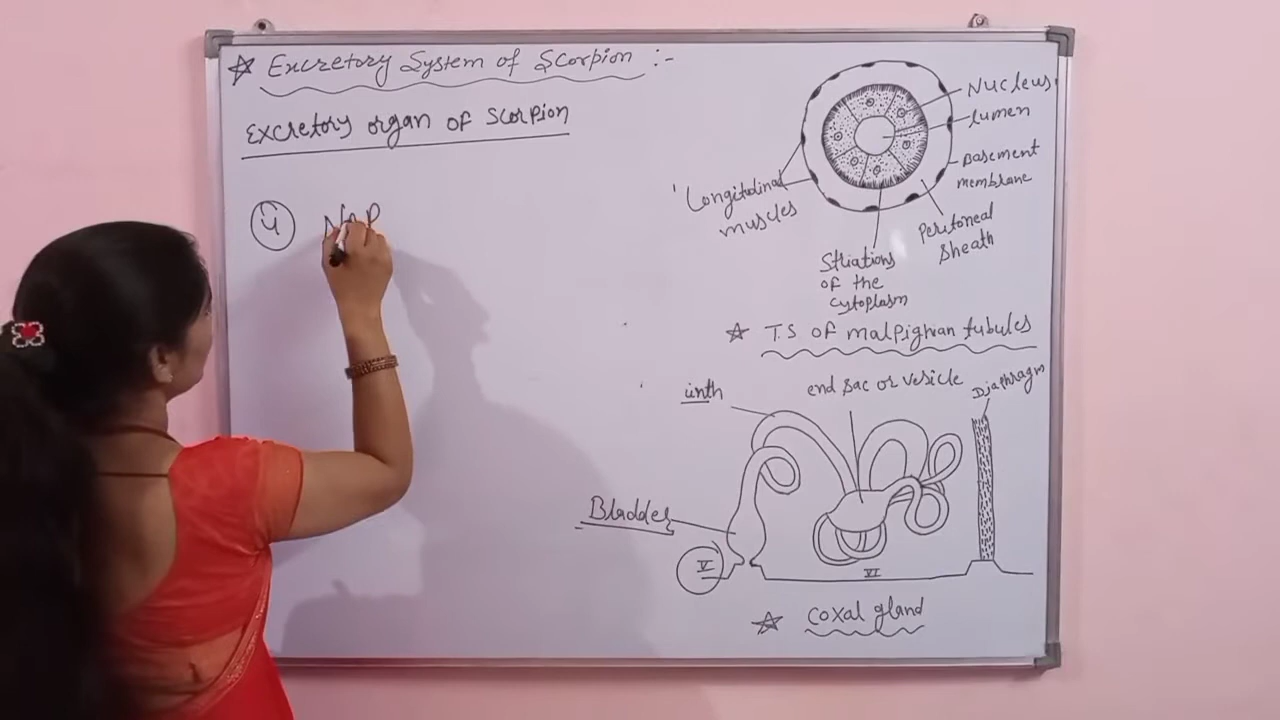 ☆ Excretory System of Scorpion :-
Excretory organ of Scorpion
Nep
Nucleus
lumen
Basement
membrane
Peritoneal
Sheath
Longitudinal
muscles
Striations
of the
cytoplasm
☆ T.S of malpighian tubules
end sac or vesicle
Diaphragm
Bladder
V
VI
☆ Coxal gland